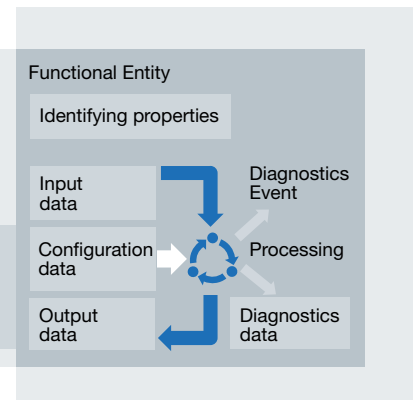 Functional Entity
Identifying properties
Input
data
Diagnostics
Event
Configuration
data
Processing
Output
data
Diagnostics
data